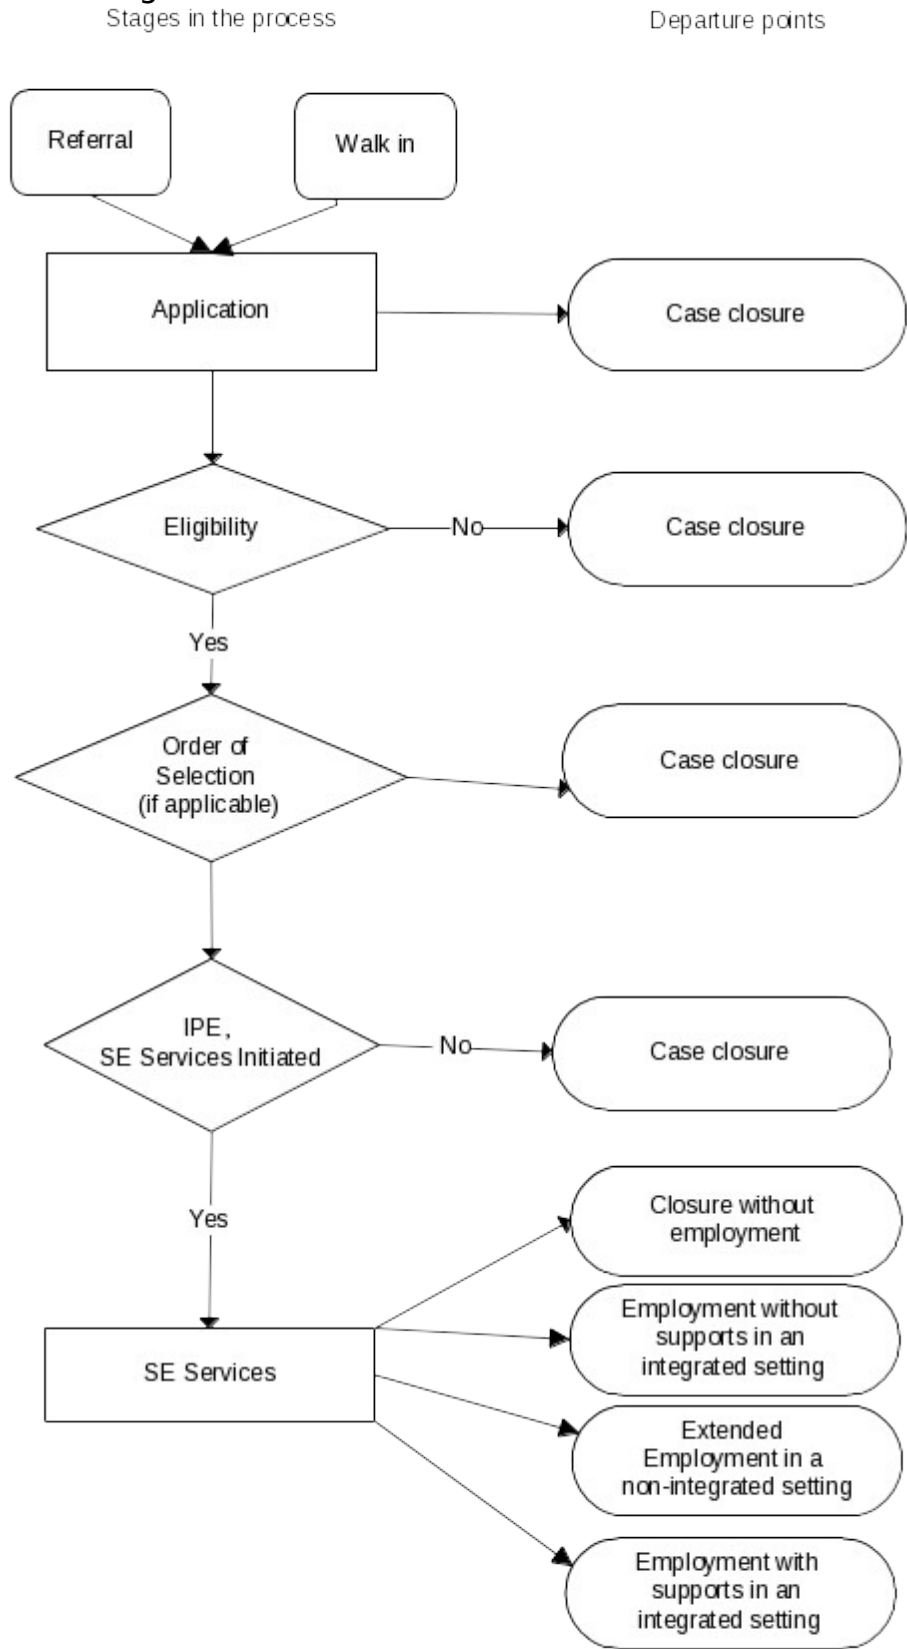 Stages in the process
Departure points
Referral
Walk in
Application
Case closure
Eligibility
No
Case closure
Yes
Order of
Selection
(if applicable)
Case closure
IPE,
SE Services Initiated
No
Case closure
Yes
SE Services
Closure without
employment
Employment without
supports in an
integrated setting
Extended
Employment in a
non-integrated setting
Employment with
supports in an
integrated setting